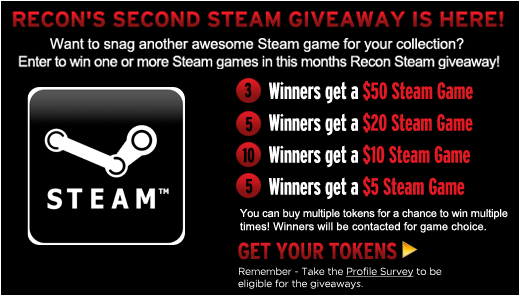 RECON'S SECOND STEAM GIVEAWAY IS HERE!
Want to snag another awesome Steam game for your collection?
Enter to win one or more Steam games in this months Recon Steam giveaway!
3 Winners get a $50 Steam Game
5 Winners get a $20 Steam Game
10 Winners get a $10 Steam Game
5 Winners get a $5 Steam Game
STEAM™
You can buy multiple tokens for a chance to win multiple
times! Winners will be contacted for game choice.
GET YOUR TOKENS
Remember - Take the Profile Survey to be
eligible for the giveaways.